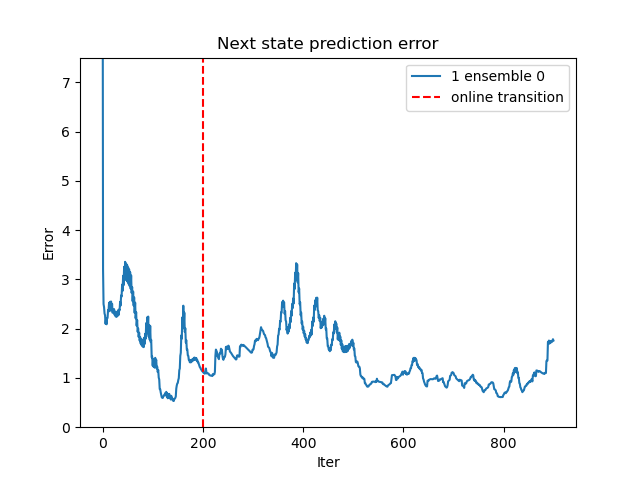 Next state prediction error
1 ensemble 0
online transition
7
6
5
4
3
2
1
0
Error
0
200
400
600
800
Iter